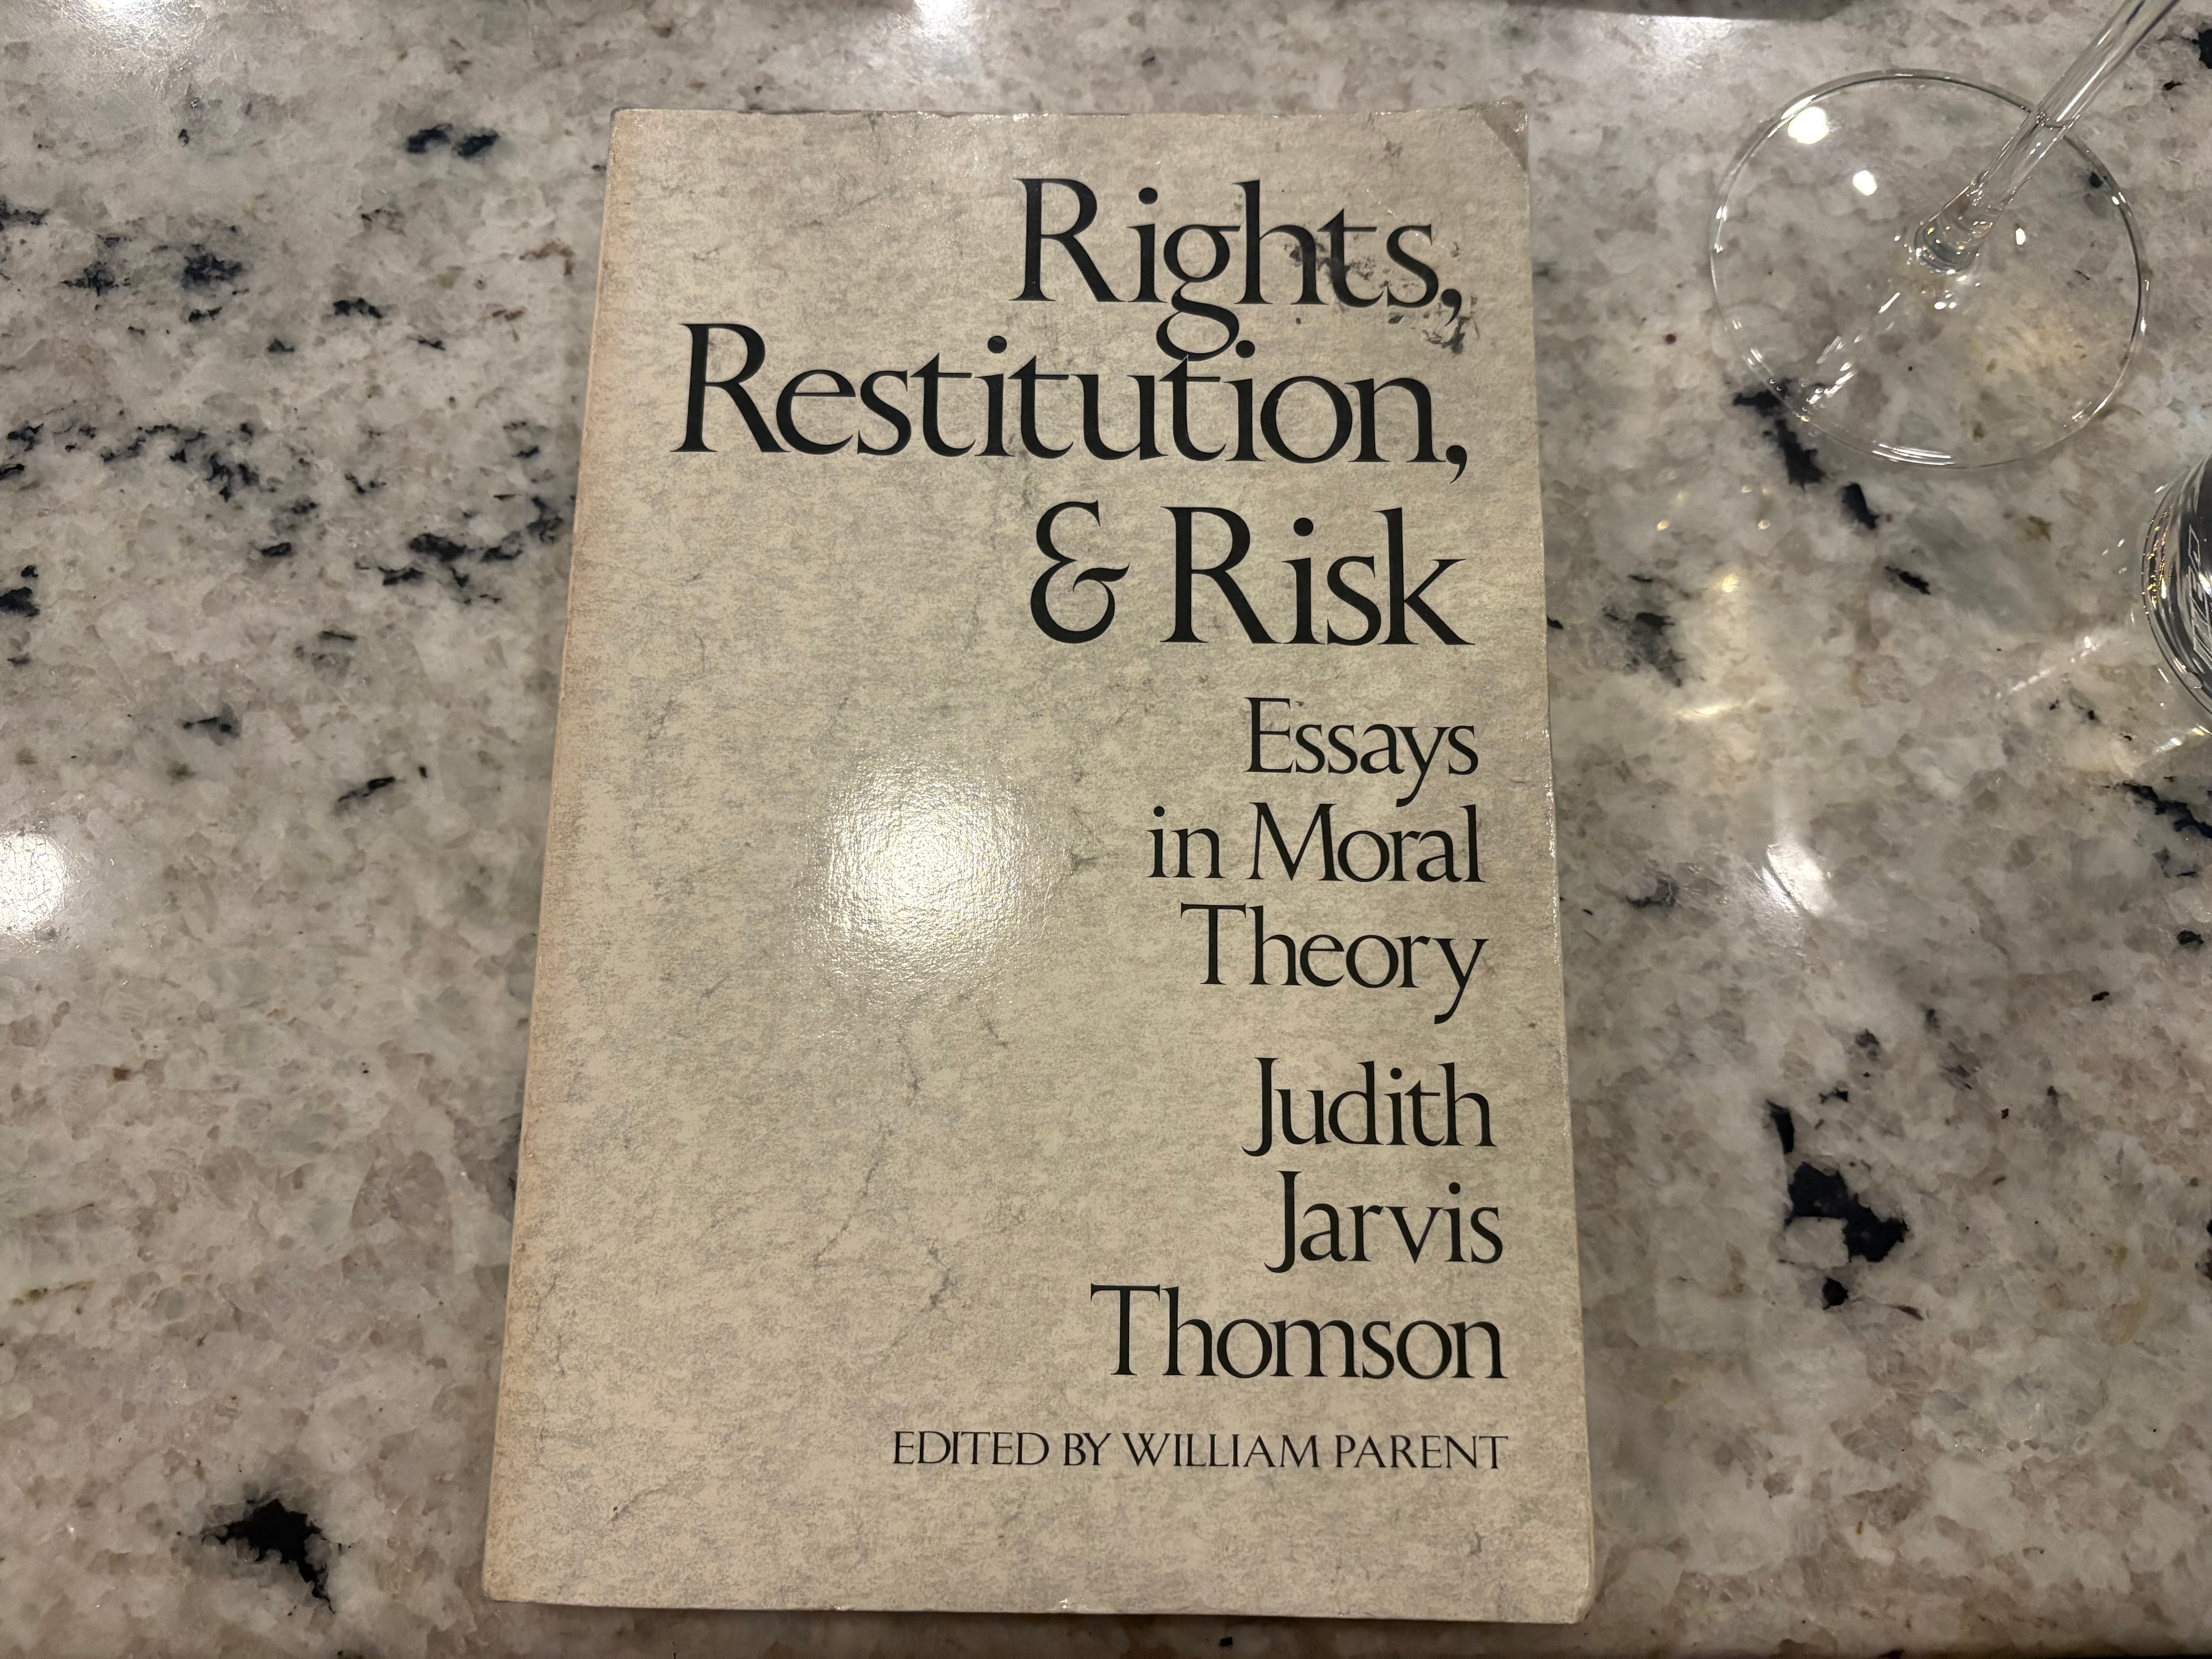 Rights,
Restitution,
& Risk
Essays
in Moral
Theory
Judith
Jarvis
Thomson
EDITED BY WILLIAM PARENT